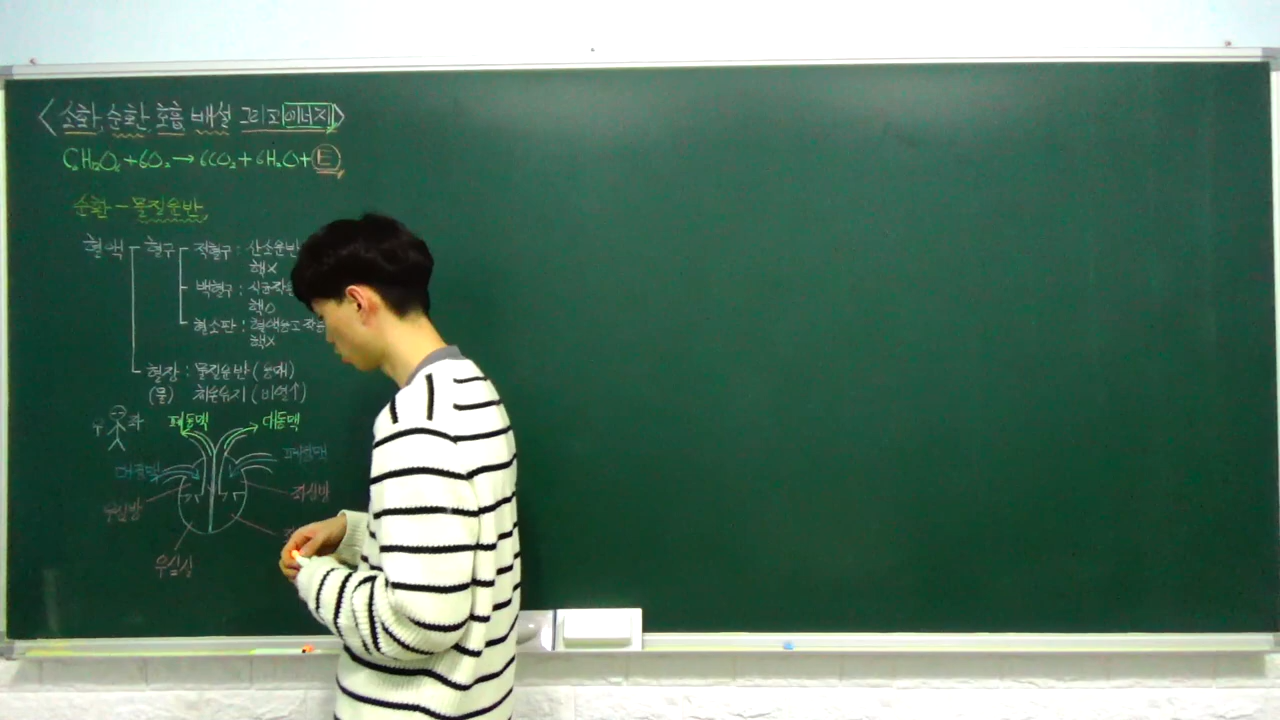 <소화, 순환, 호흡, 배설 그리고 에너지>
C₆H₁₂O₆+6O₂→6CO₂+6H₂O+E
순환-물질운반
혈액 혈구 적혈구: 산소운반
핵X
백혈구: 식균작용
핵O
혈소판: 혈액응고작용
핵X
혈장: 물질운반(용매)
(물) 체온유지(비열↑)
우 좌 폐동맥 대동맥
대정맥 폐정맥
우심방 좌심방
우심실